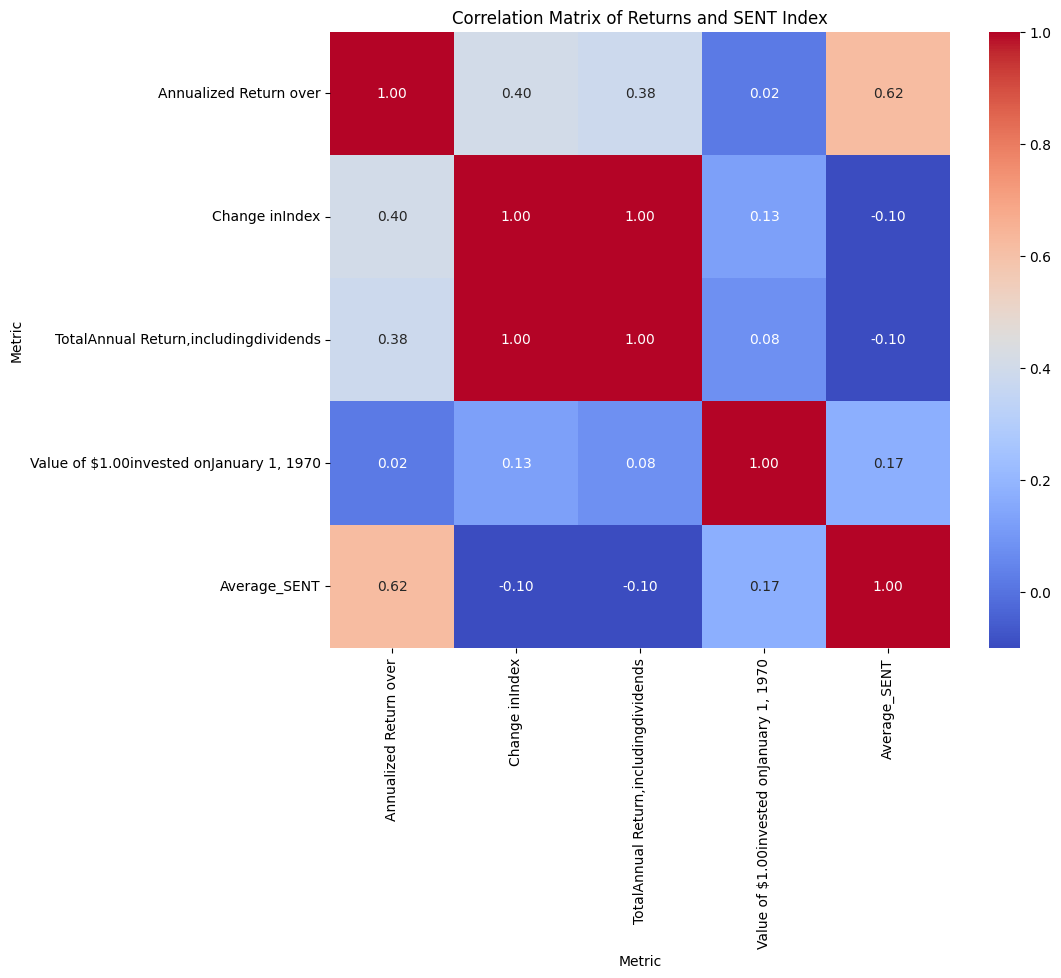 Correlation Matrix of Returns and SENT Index
Metric
Annualized Return over
1.00 0.40 0.38 0.02 0.62
Change inIndex
0.40 1.00 1.00 0.13 -0.10
TotalAnnual Return,includingdividends
0.38 1.00 1.00 0.08 -0.10
Value of $1.00invested onJanuary 1, 1970
0.02 0.13 0.08 1.00 0.17
Average_SENT
0.62 -0.10 -0.10 0.17 1.00
Annualized Return over
Change inIndex
TotalAnnual Return,includingdividends
Value of $1.00invested onJanuary 1, 1970
Average_SENT
Metric
1.0
0.8
0.6
0.4
0.2
0.0